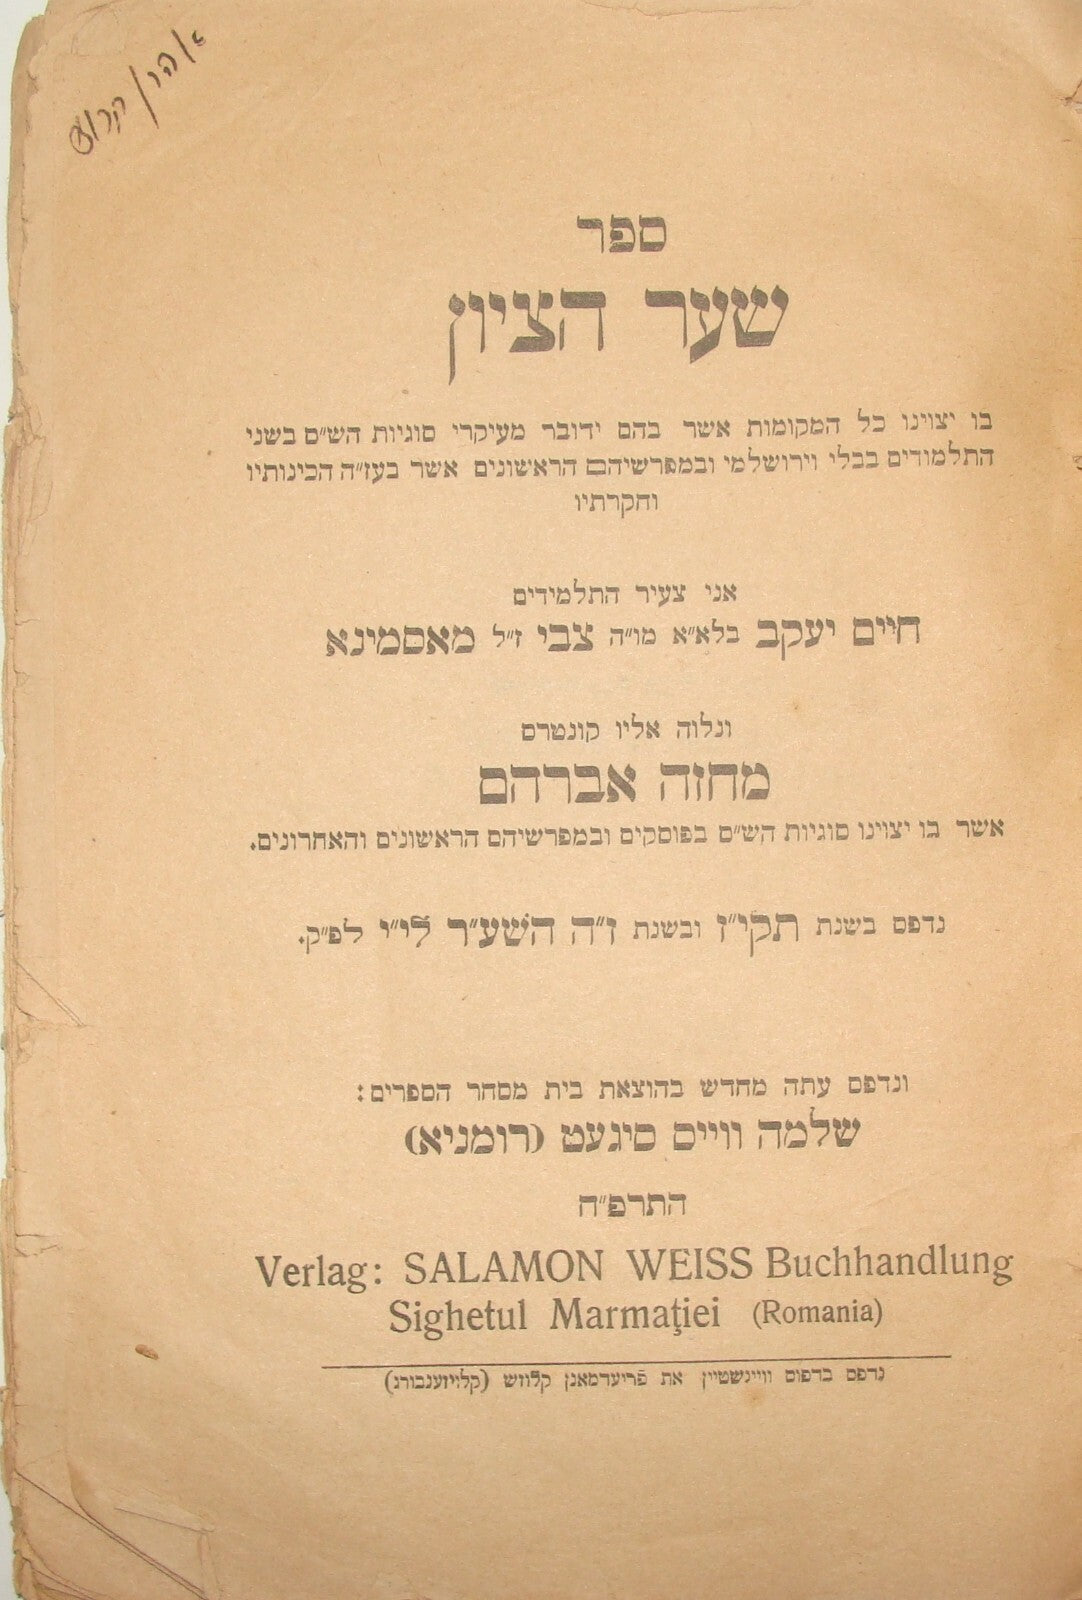 אהרן קרויס
ספר
שער הציון
בו יצוינו כל המקומות אשר בהם ידובר מעיקרי סוגיות הש״ס בשני
התלמודים בבלי וירושלמי ובמפרשיהם הראשונים אשר בעז״ה הכינותיו
וחקרתיו
אני צעיר התלמידים
חיים יעקב בלא״א מו״ה צבי ז״ל מאסמינא
ונלוה אליו קונטרס
מחזה אברהם
אשר בו יצוינו סוגיות הש״ס בפוסקים ובמפרשיהם הראשונים והאחרונים.
נדפס בשנת תקי״ז ובשנת ז״ה השע״ר לי״י לפ״ק.
ונדפס עתה מחדש בהוצאת בית מסחר הספרים:
שלמה ווייס סיגעט (רומניא)
התרפ״ח
Verlag: SALAMON WEISS Buchhandlung
Sighetul Marmaţiei (Romania)
נדפס בדפוס וויינשטיין את פריעדמאנן קלוזש (קלויזענבורג)